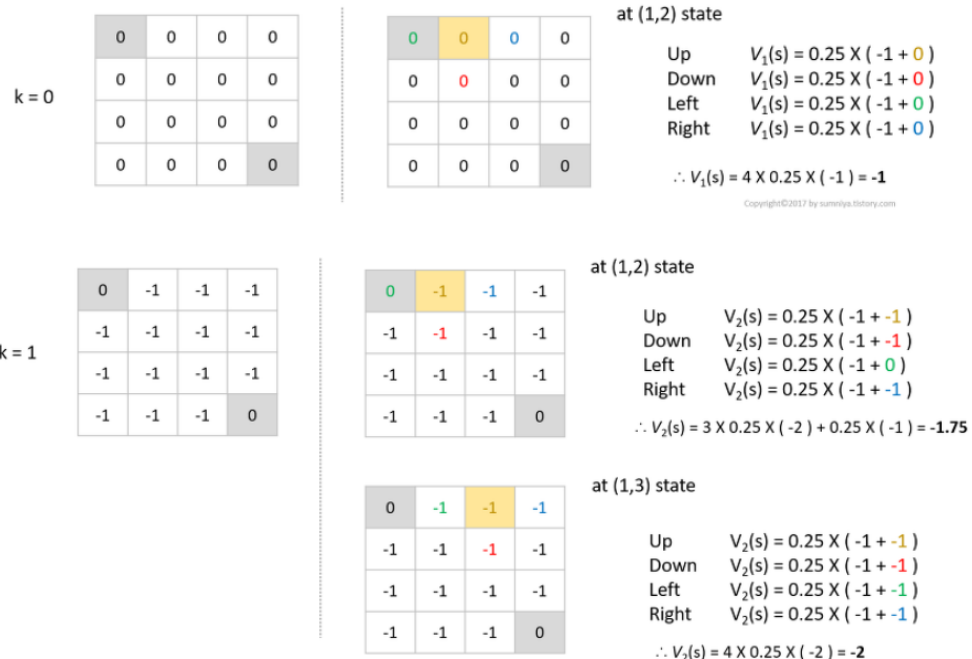 at (1,2) state
0 0 0 0
0 0 0 0
Up V₁(s) = 0.25 X ( -1 + 0 )
0 0 0 0
0 0 0 0
Down V₁(s) = 0.25 X ( -1 + 0 )
k = 0
Left V₁(s) = 0.25 X ( -1 + 0 )
0 0 0 0
0 0 0 0
Right V₁(s) = 0.25 X ( -1 + 0 )
0 0 0 0
0 0 0 0
∴ V₁(s) = 4 X 0.25 X ( -1 ) = -1
Copyright©2017 by sumniya.tistory.com
at (1,2) state
0 -1 -1 -1
0 -1 -1 -1
Up V₂(s) = 0.25 X ( -1 + -1 )
-1 -1 -1 -1
-1 -1 -1 -1
Down V₂(s) = 0.25 X ( -1 + -1 )
k = 1
Left V₂(s) = 0.25 X ( -1 + 0 )
-1 -1 -1 -1
-1 -1 -1 -1
Right V₂(s) = 0.25 X ( -1 + -1 )
-1 -1 -1 0
-1 -1 -1 0
∴ V₂(s) = 3 X 0.25 X ( -2 ) + 0.25 X ( -1 ) = -1.75
at (1,3) state
0 -1 -1 -1
Up V₂(s) = 0.25 X ( -1 + -1 )
-1 -1 -1 -1
Down V₂(s) = 0.25 X ( -1 + -1 )
-1 -1 -1 -1
Left V₂(s) = 0.25 X ( -1 + -1 )
Right V₂(s) = 0.25 X ( -1 + -1 )
-1 -1 -1 0
∴ V₂(s) = 4 X 0.25 X ( -2 ) = -2